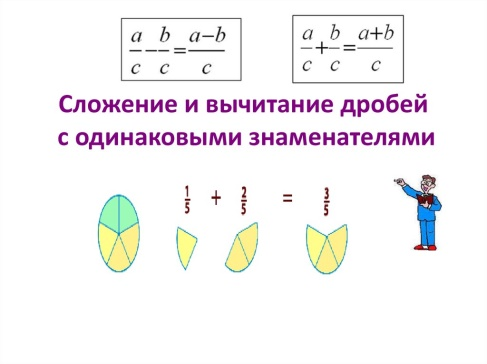 a/c − b/c = a−b/c
a/c + b/c = a+b/c
Сложение и вычитание дробей
с одинаковыми знаменателями
1/5 + 2/5 = 3/5